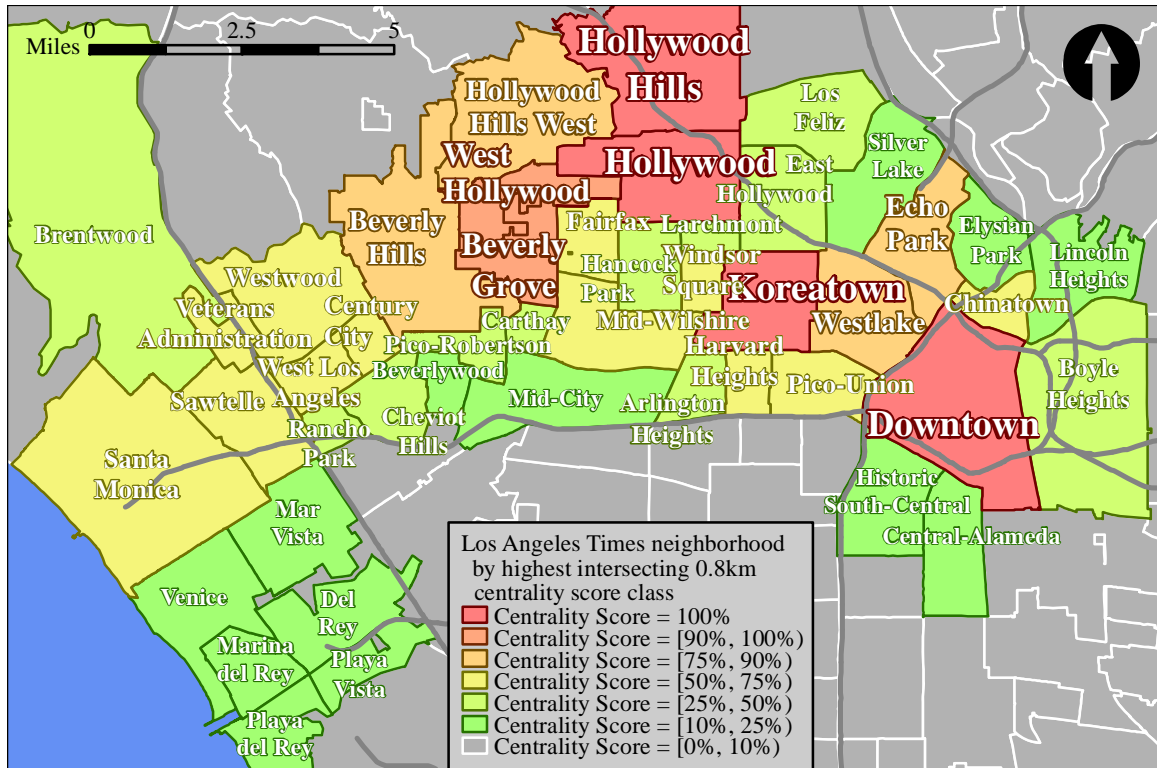 0 2.5 5
Miles
Hollywood
Hills
Hollywood
Hills West
Los
Feliz
Silver
Lake
West
Hollywood
Hollywood
East
Hollywood
Echo
Park
Elysian
Park
Lincoln
Heights
Brentwood
Beverly
Hills
Beverly
Grove
Fairfax
Larchmont
Hancock
Park
Windsor
Square
Koreatown
Westlake
Chinatown
Westwood
Veterans
Administration
Century
City
Carthay
Mid-Wilshire
Pico-Robertson
Beverlywood
Harvard
Heights
Pico-Union
Boyle
Heights
West Los
Angeles
Sawtelle
Mid-City
Arlington
Heights
Cheviot
Hills
Rancho
Park
Downtown
Santa
Monica
Historic
South-Central
Central-Alameda
Mar
Vista
Venice
Del
Rey
Marina
del Rey
Playa
Vista
Playa
del Rey
Los Angeles Times neighborhood
by highest intersecting 0.8km
centrality score class
Centrality Score = 100%
Centrality Score = [90%, 100%)
Centrality Score = [75%, 90%)
Centrality Score = [50%, 75%)
Centrality Score = [25%, 50%)
Centrality Score = [10%, 25%)
Centrality Score = [0%, 10%)